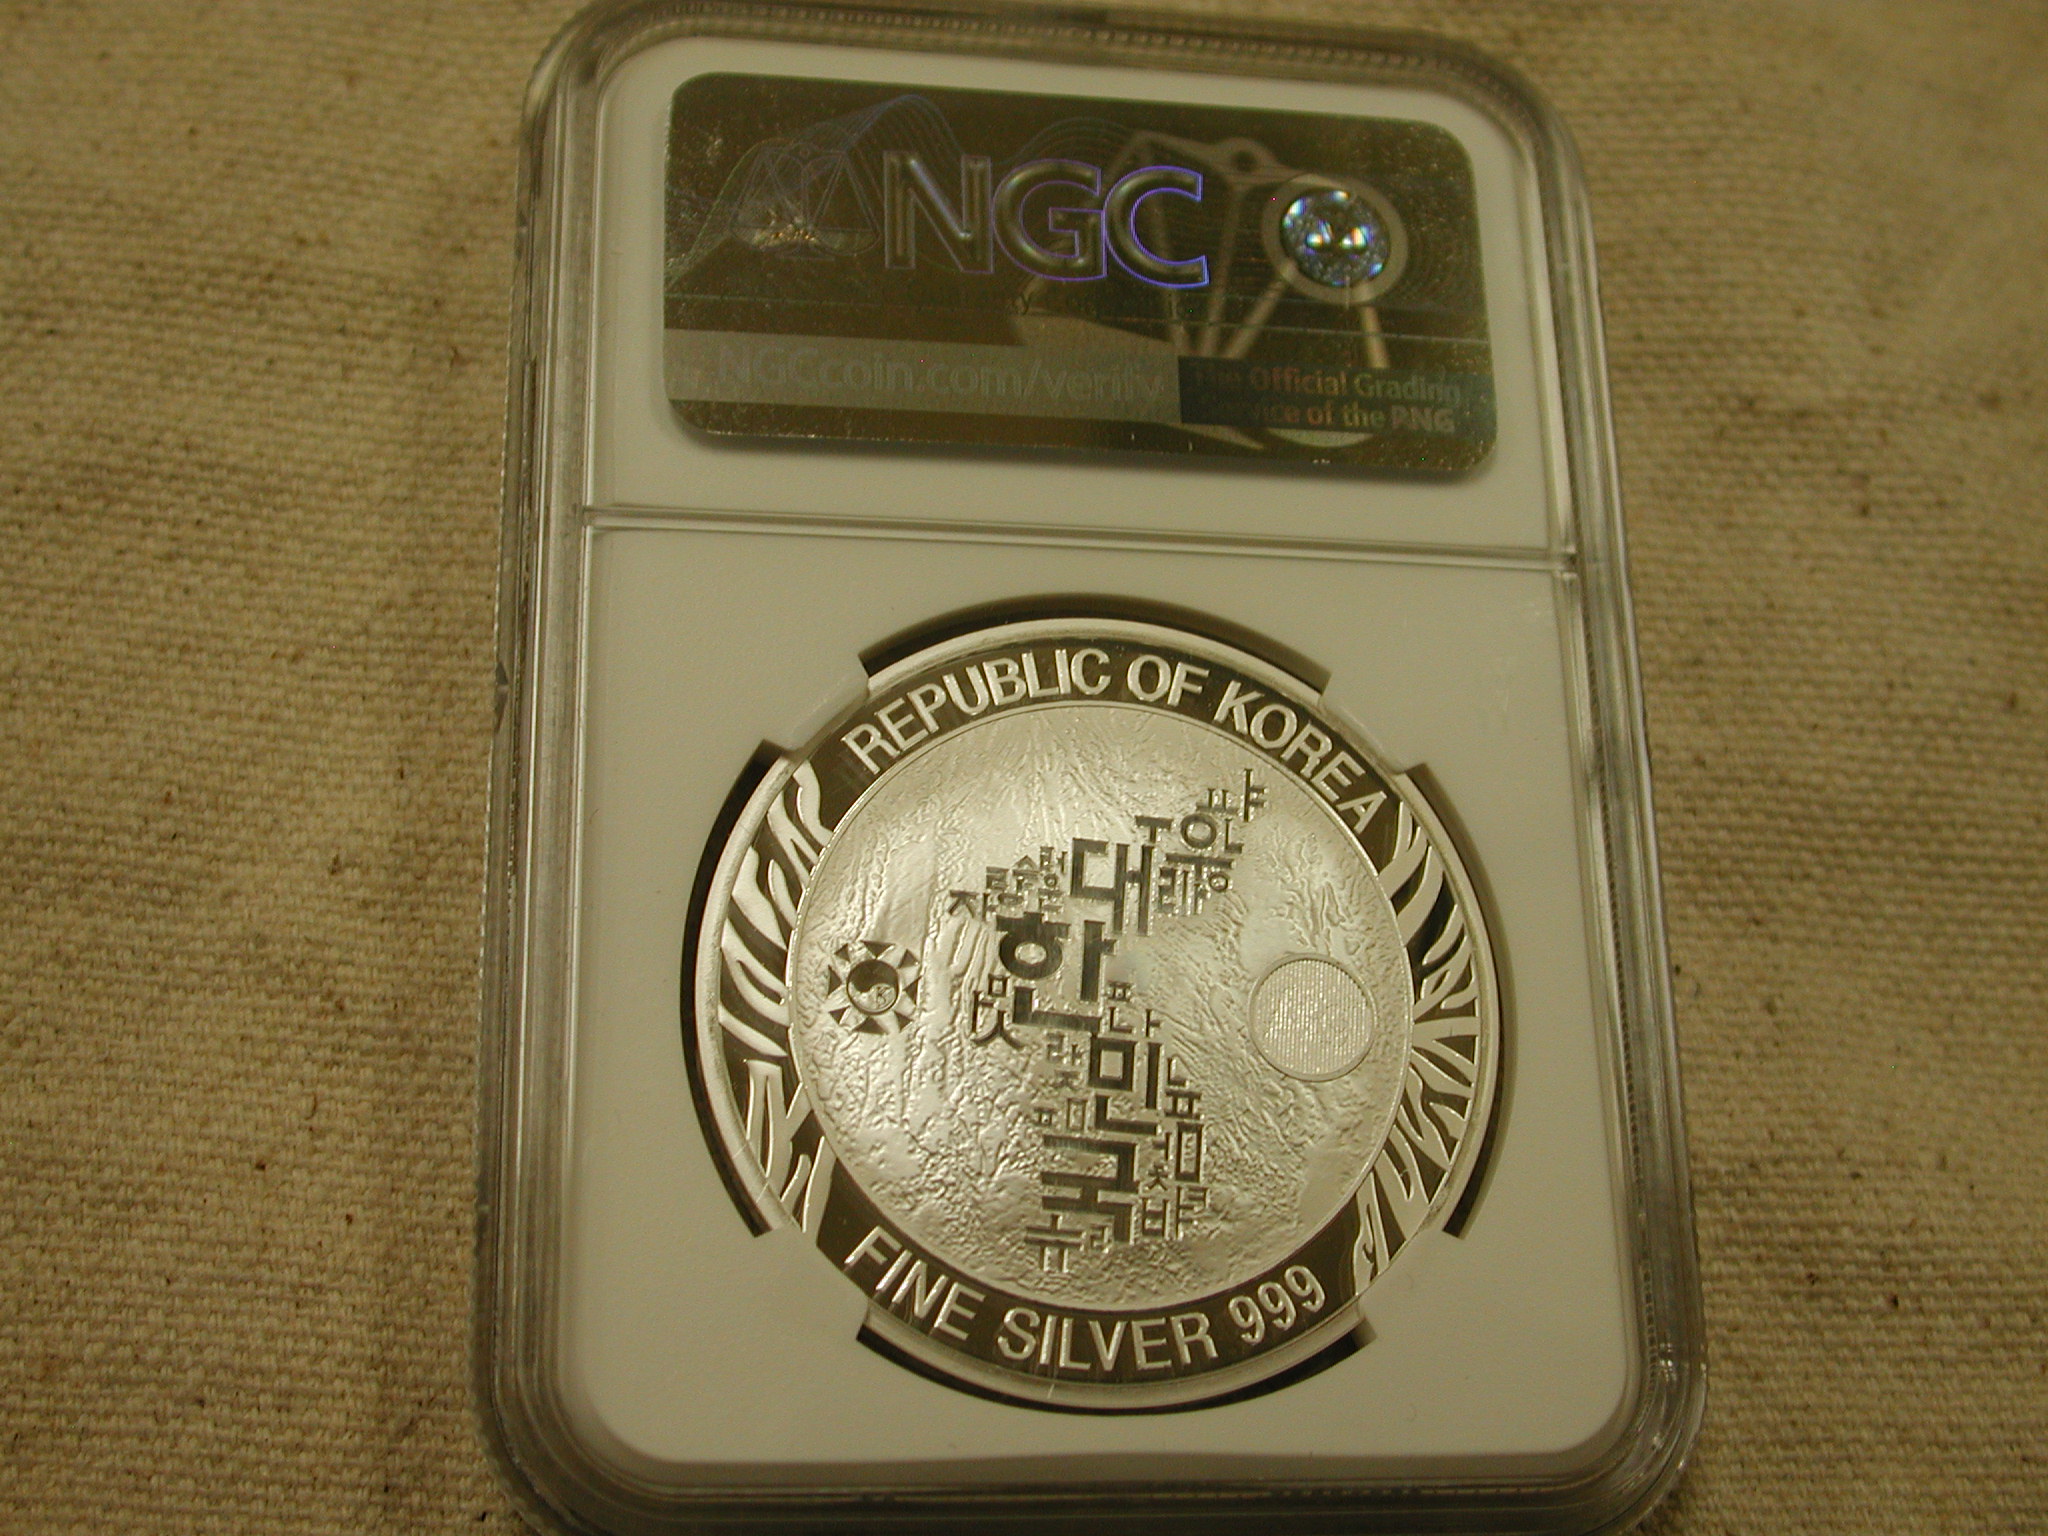 NGC
NGCcoin.com/verify
The Official Grading
Service of the PNG
REPUBLIC OF KOREA
대
한
민
국
FINE SILVER 999